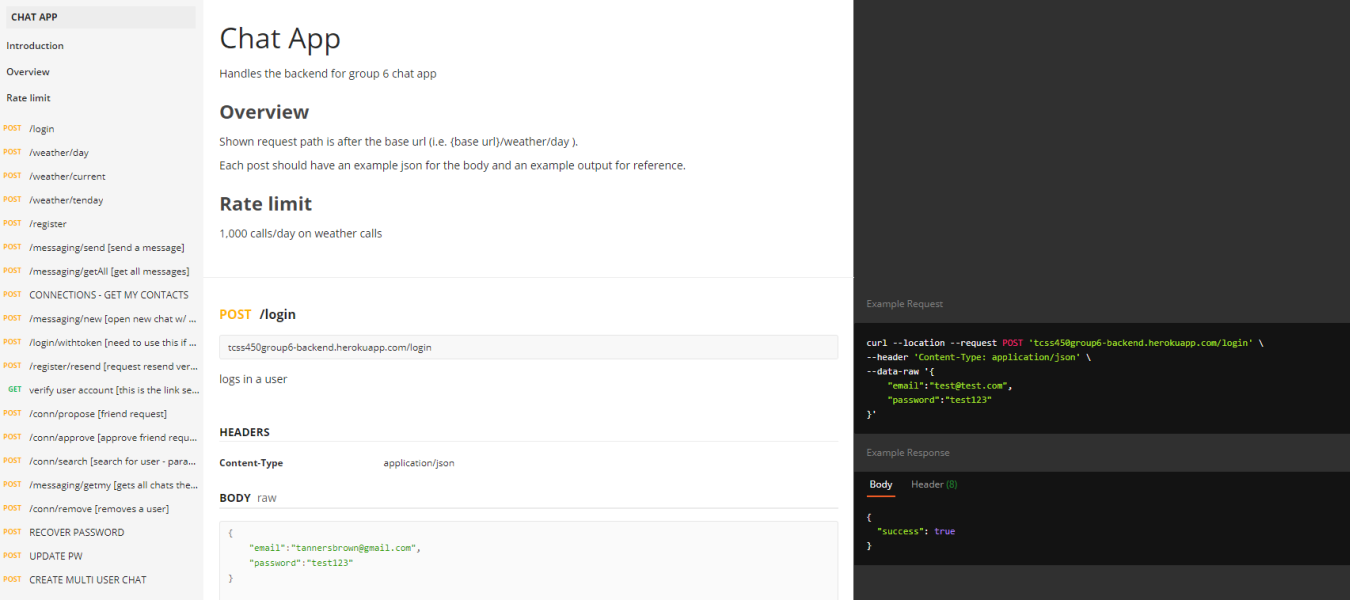 CHAT APP
Introduction
Overview
Rate limit
POST /login
POST /weather/day
POST /weather/current
POST /weather/tenday
POST /register
POST /messaging/send [send a message]
POST /messaging/getAll [get all messages]
POST CONNECTIONS - GET MY CONTACTS
POST /messaging/new [open new chat w/ ...
POST /login/withtoken [need to use this if ...
POST /register/resend [request resend ver...
GET verify user account [this is the link se...
POST /conn/propose [friend request]
POST /conn/approve [approve friend requ...
POST /conn/search [search for user - para...
POST /messaging/getmy [gets all chats the...
POST /conn/remove [removes a user]
POST RECOVER PASSWORD
POST UPDATE PW
POST CREATE MULTI USER CHAT
Chat App
Handles the backend for group 6 chat app
Overview
Shown request path is after the base url (i.e. {base url}/weather/day ).
Each post should have an example json for the body and an example output for reference.
Rate limit
1,000 calls/day on weather calls
POST /login
tcss450group6-backend.herokuapp.com/login
logs in a user
HEADERS
Content-Type application/json
BODY raw
{
"email":"tannersbrown@gmail.com",
"password":"test123"
}
Example Request
curl --location --request POST 'tcss450group6-backend.herokuapp.com/login' \
--header 'Content-Type: application/json' \
--data-raw '{
"email":"test@test.com",
"password":"test123"
}'
Example Response
Body Header (8)
{
"success": true
}